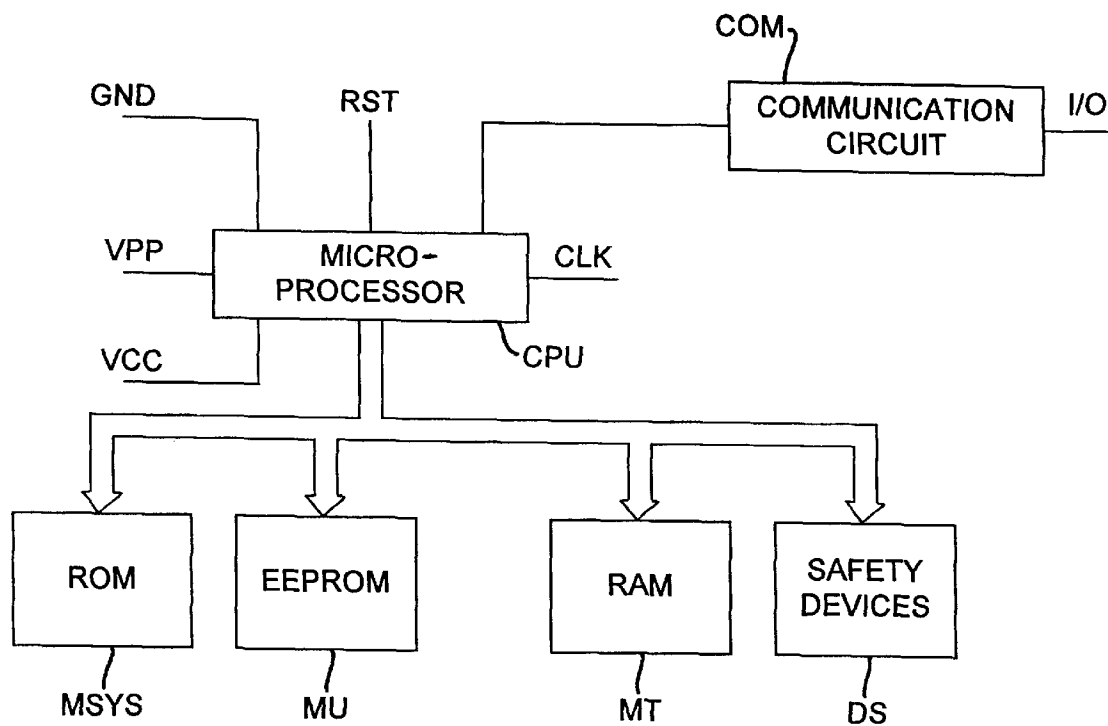 COM
GND
RST
COMMUNICATION
CIRCUIT
I/O
VPP
MICRO-
PROCESSOR
CLK
VCC
CPU
ROM
EEPROM
RAM
SAFETY
DEVICES
MSYS
MU
MT
DS